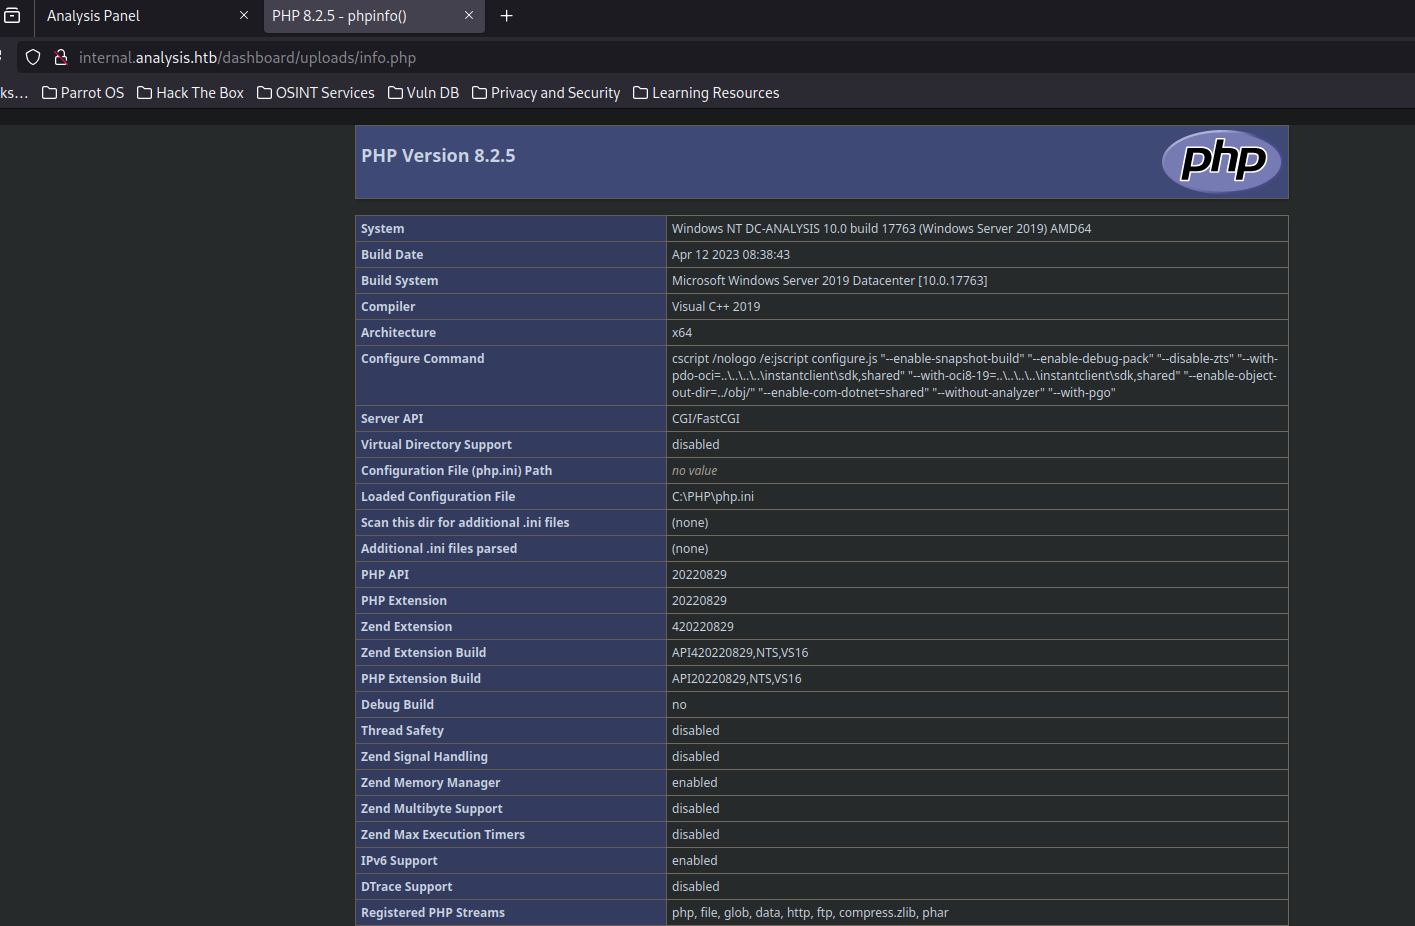 Analysis Panel
PHP 8.2.5 - phpinfo()
internal.analysis.htb/dashboard/uploads/info.php
ks... Parrot OS Hack The Box OSINT Services Vuln DB Privacy and Security Learning Resources
PHP Version 8.2.5
php
System Windows NT DC-ANALYSIS 10.0 build 17763 (Windows Server 2019) AMD64
Build Date Apr 12 2023 08:38:43
Build System Microsoft Windows Server 2019 Datacenter [10.0.17763]
Compiler Visual C++ 2019
Architecture x64
Configure Command cscript /nologo /e:jscript configure.js "--enable-snapshot-build" "--enable-debug-pack" "--disable-zts" "--with-
pdo-oci=..\..\..\..\instantclient\sdk,shared" "--with-oci8-19=..\..\..\..\instantclient\sdk,shared" "--enable-object-
out-dir=../obj/" "--enable-com-dotnet=shared" "--without-analyzer" "--with-pgo"
Server API CGI/FastCGI
Virtual Directory Support disabled
Configuration File (php.ini) Path no value
Loaded Configuration File C:\PHP\php.ini
Scan this dir for additional .ini files (none)
Additional .ini files parsed (none)
PHP API 20220829
PHP Extension 20220829
Zend Extension 420220829
Zend Extension Build API420220829,NTS,VS16
PHP Extension Build API20220829,NTS,VS16
Debug Build no
Thread Safety disabled
Zend Signal Handling disabled
Zend Memory Manager enabled
Zend Multibyte Support disabled
Zend Max Execution Timers disabled
IPv6 Support enabled
DTrace Support disabled
Registered PHP Streams php, file, glob, data, http, ftp, compress.zlib, phar